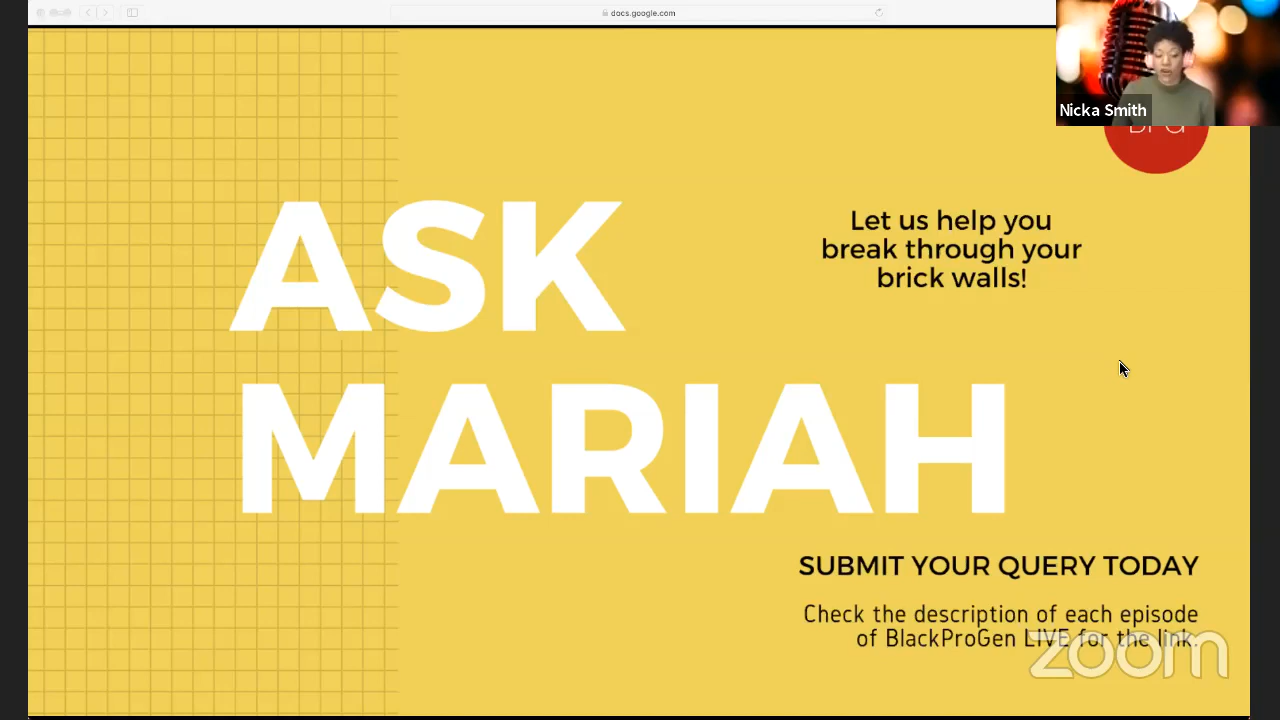 docs.google.com
Nicka Smith
ASK
MARIAH
Let us help you
break through your
brick walls!
SUBMIT YOUR QUERY TODAY
Check the description of each episode
of BlackProGen LIVE for the link.
zoom